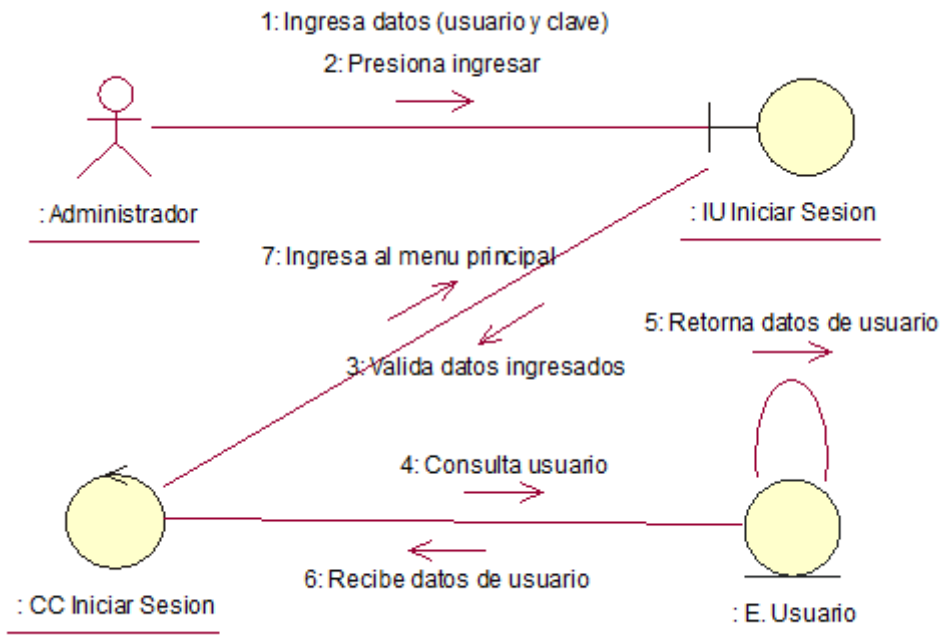 1: Ingresa datos (usuario y clave)
2: Presiona ingresar
: Administrador
: IU Iniciar Sesion
7: Ingresa al menu principal
5: Retorna datos de usuario
3: Valida datos ingresados
4: Consulta usuario
6: Recibe datos de usuario
: CC Iniciar Sesion
: E. Usuario